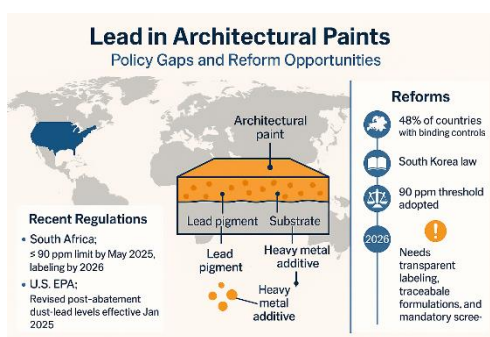 Lead in Architectural Paints
Policy Gaps and Reform Opportunities
Architectural
paint
Lead pigment
Substrate
Lead
pigment
Heavy metal
additive
Heavy
metal
additive
Recent Regulations
• South Africa;
≤ 90 ppm limit by May 2025,
labeling by 2026
• U.S. EPA;
Revised post-abatement
dust-lead levels effective Jan
2025
Reforms
48% of countries
with binding controls
South Korea law
90 ppm threshold
adopted
2026
!
Needs
transparent
labeling,
traceable
formulations, and
mandatory scree-